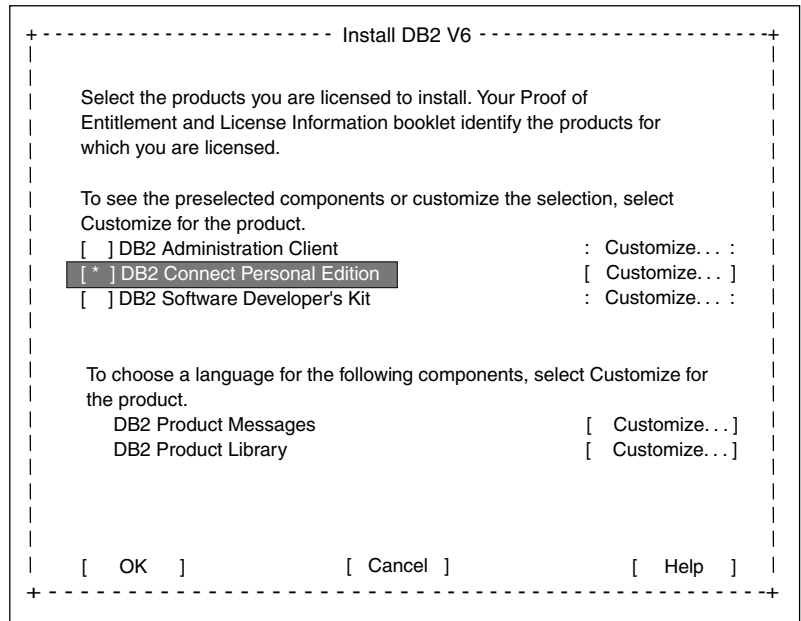 Install DB2 V6
Select the products you are licensed to install. Your Proof of
Entitlement and License Information booklet identify the products for
which you are licensed.
To see the preselected components or customize the selection, select
Customize for the product.
[ ] DB2 Administration Client : Customize. . . :
[ * ] DB2 Connect Personal Edition [ Customize. . . ]
[ ] DB2 Software Developer's Kit : Customize. . . :
To choose a language for the following components, select Customize for
the product.
DB2 Product Messages [ Customize. . . ]
DB2 Product Library [ Customize. . . ]
[ OK ] [ Cancel ] [ Help ]